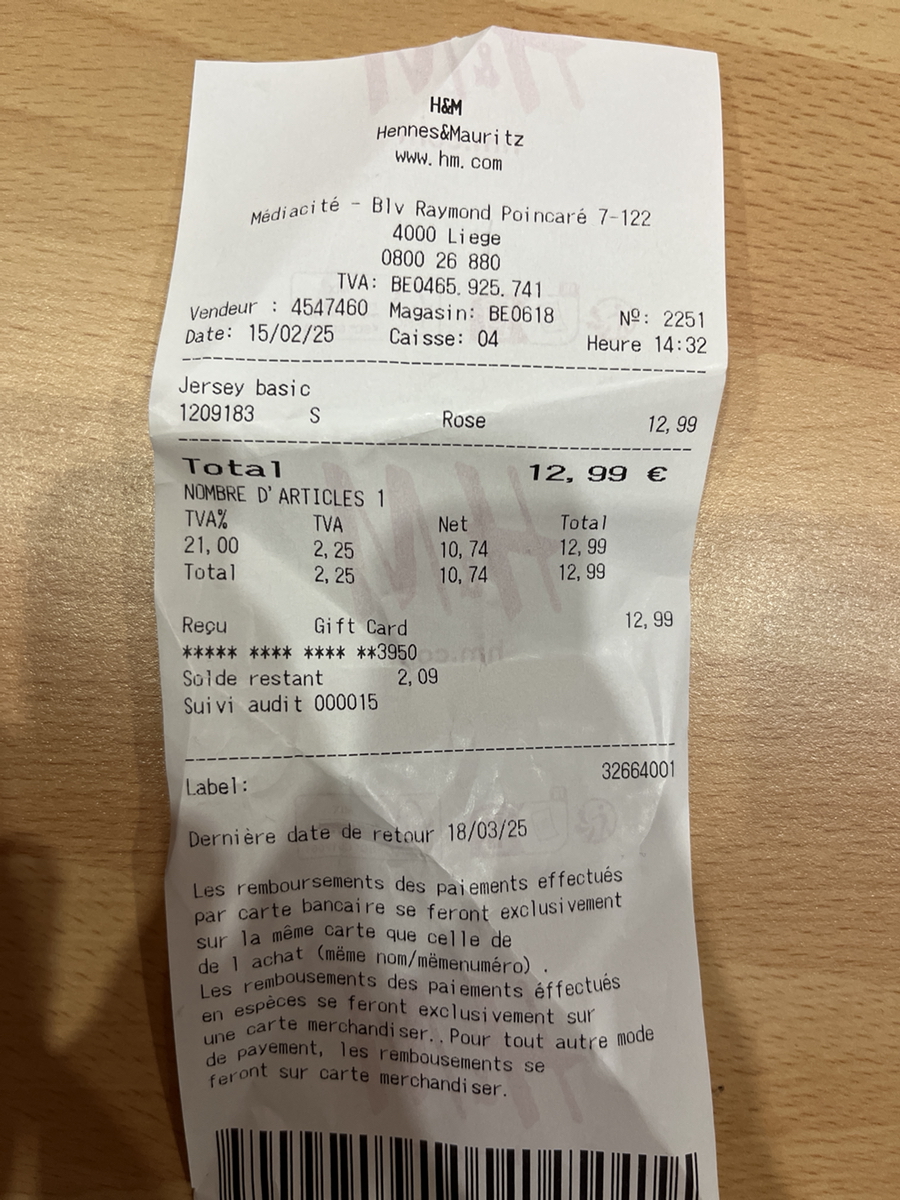 H&M
Hennes&Mauritz
www.hm.com
Médiacité - Blv Raymond Poincaré 7-122
4000 Liege
0800 26 880
TVA: BE0465.925.741
Vendeur : 4547460 Magasin: BE0618 Nº: 2251
Date: 15/02/25 Caisse: 04 Heure 14:32
Jersey basic
1209183 S Rose 12,99
Total 12,99 €
NOMBRE D'ARTICLES 1
TVA% TVA Net Total
21,00 2,25 10,74 12,99
Total 2,25 10,74 12,99
Reçu Gift Card 12,99
***** **** **** **3950
Solde restant 2,09
Suivi audit 000015
Label: 32664001
Dernière date de retour 18/03/25
Les remboursements des paiements effectués
par carte bancaire se feront exclusivement
sur la même carte que celle de
de l achat (mëme nom/mëmenuméro) .
Les rembousements des paiements éffectués
en espèces se feront exclusivement sur
une carte merchandiser..Pour tout autre mode
de payement, les rembousements se
feront sur carte merchandiser.